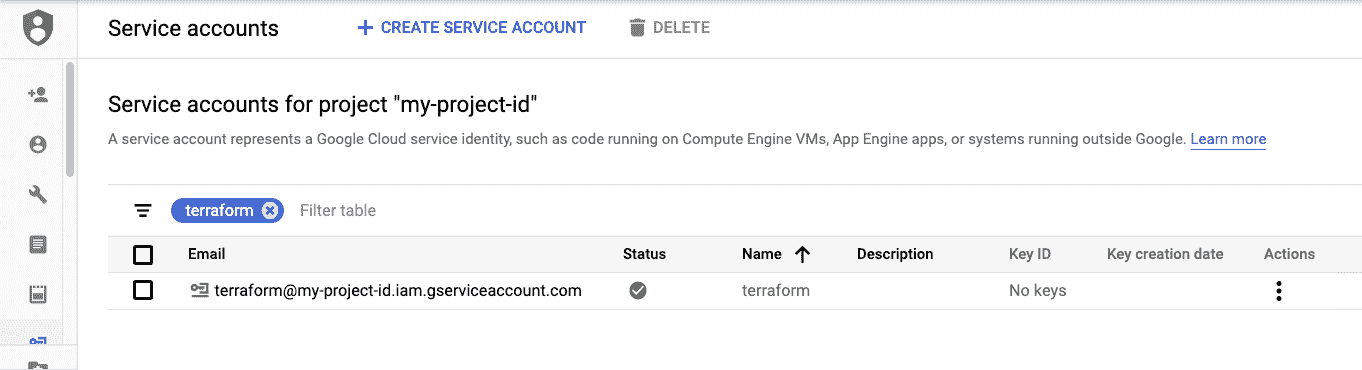 Service accounts + CREATE SERVICE ACCOUNT DELETE
Service accounts for project "my-project-id"
A service account represents a Google Cloud service identity, such as code running on Compute Engine VMs, App Engine apps, or systems running outside Google. Learn more
terraform Filter table
Email Status Name Description Key ID Key creation date Actions
terraform@my-project-id.iam.gserviceaccount.com terraform No keys